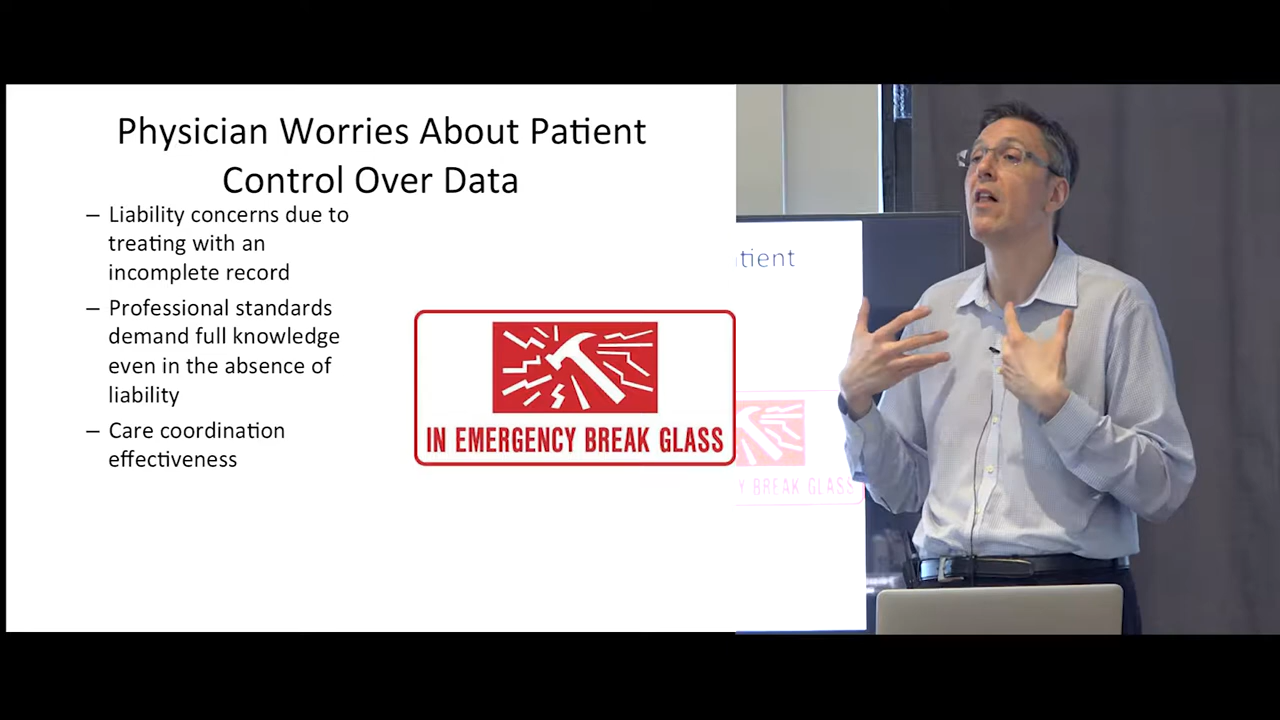 Physician Worries About Patient
Control Over Data
– Liability concerns due to
treating with an
incomplete record
– Professional standards
demand full knowledge
even in the absence of
liability
– Care coordination
effectiveness
IN EMERGENCY BREAK GLASS
tient
Y BREAK GLASS